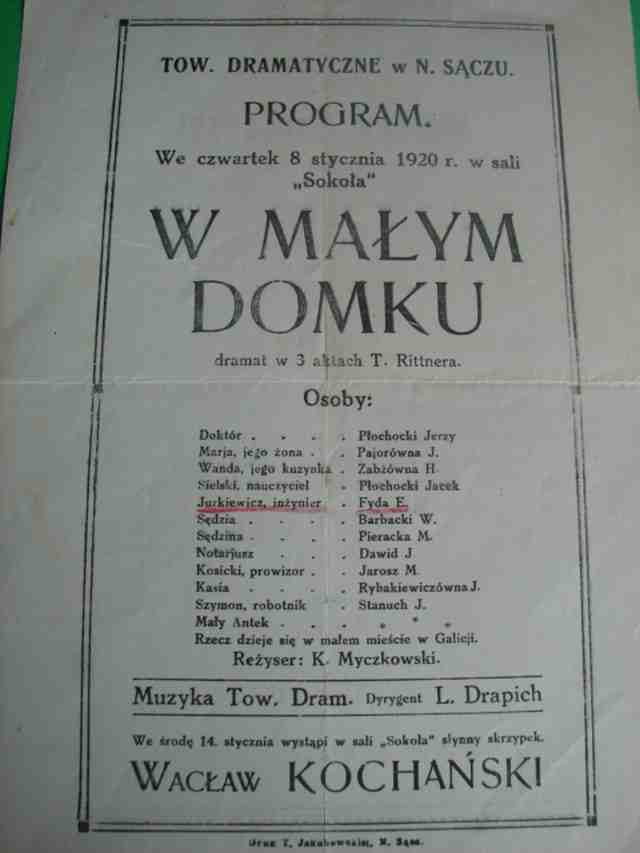 TOW. DRAMATYCZNE w N. SĄCZU.
PROGRAM.
We czwartek 8 stycznia 1920 r. w sali
„Sokoła"
W MAŁYM
DOMKU
dramat w 3 aktach T. Rittnera.
Osoby:
Doktór . . . . Płochocki Jerzy
Marja, jego żona . . Pajorówna J.
Wanda, jego kuzynka . Zabżówna H.
Sielski, nauczyciel . Płochocki Jacek
Jurkiewicz, inżynier . Fyda E.
Sędzia . . . . Barbacki W.
Sędzina . . . . Pieracka M.
Notarjusz . . . Dawid J.
Kosicki, prowizor . . Jarosz M.
Kasia . . . . Rybakiewiczówna J.
Szymon, robotnik . Stanuch J.
Mały Antek . . . * * *
Rzecz dzieje się w małem mieście w Galicji.
Reżyser: K. Myczkowski.
Muzyka Tow. Dram. Dyrygent L. Drapich
We środę 14. stycznia wystąpi w sali „Sokoła" słynny skrzypek.
WACŁAW KOCHAŃSKI
Druk T. Jakubowskiej, N. Sącz.